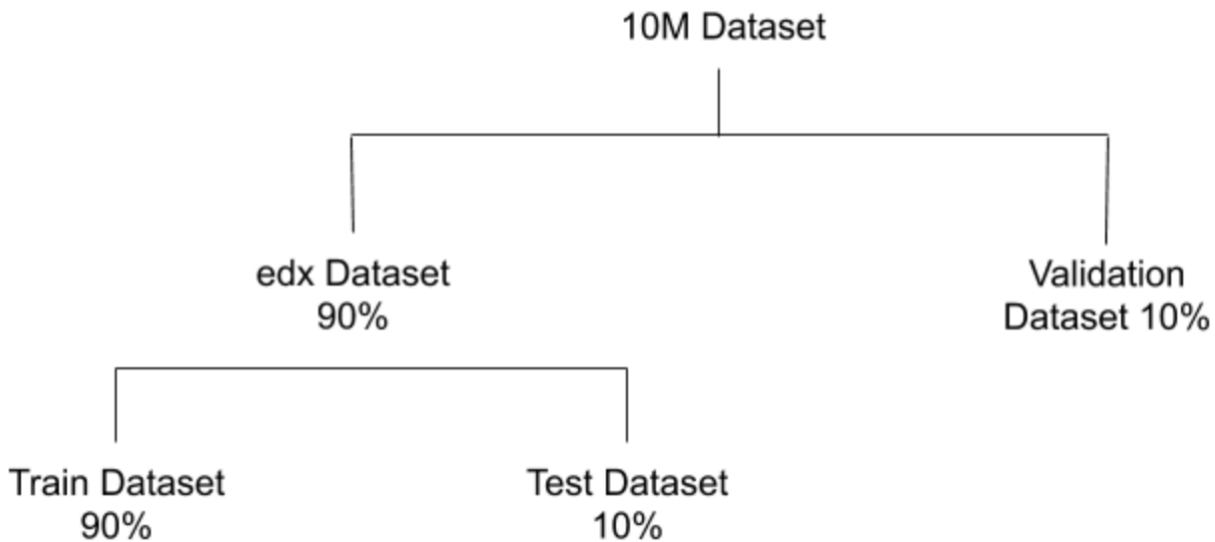 10M Dataset
edx Dataset
90%
Validation
Dataset 10%
Train Dataset
90%
Test Dataset
10%